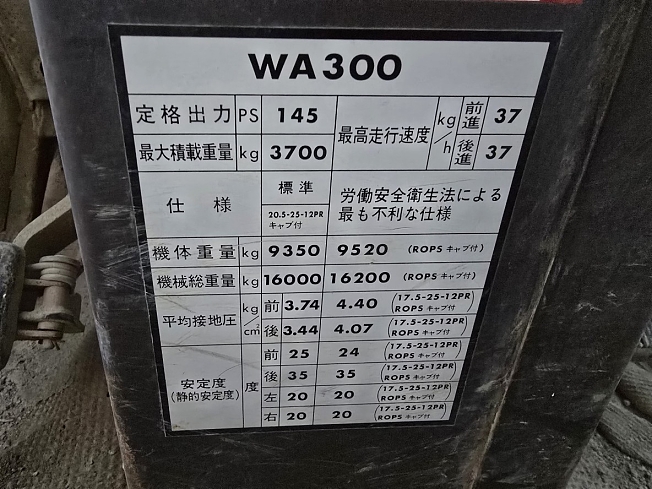 WA300
定格出力 PS 145 最高走行速度 kg/h 前進 37
最大積載重量 kg 3700 後進 37
仕様 標準 20.5-25-12PR キャブ付 労働安全衛生法による
最も不利な仕様
機体重量 kg 9350 9520 (ROPS キャブ付)
機械総重量 kg 16000 16200 (ROPS キャブ付)
平均接地圧 kg/cm² 前 3.74 4.40 (17.5-25-12PR ROPS キャブ付)
後 3.44 4.07 (17.5-25-12PR ROPS キャブ付)
安定度 (静的安定度) 度 前 25 24 (17.5-25-12PR ROPS キャブ付)
後 35 35 (17.5-25-12PR ROPS キャブ付)
左 20 20 (17.5-25-12PR ROPS キャブ付)
右 20 20 (17.5-25-12PR ROPS キャブ付)